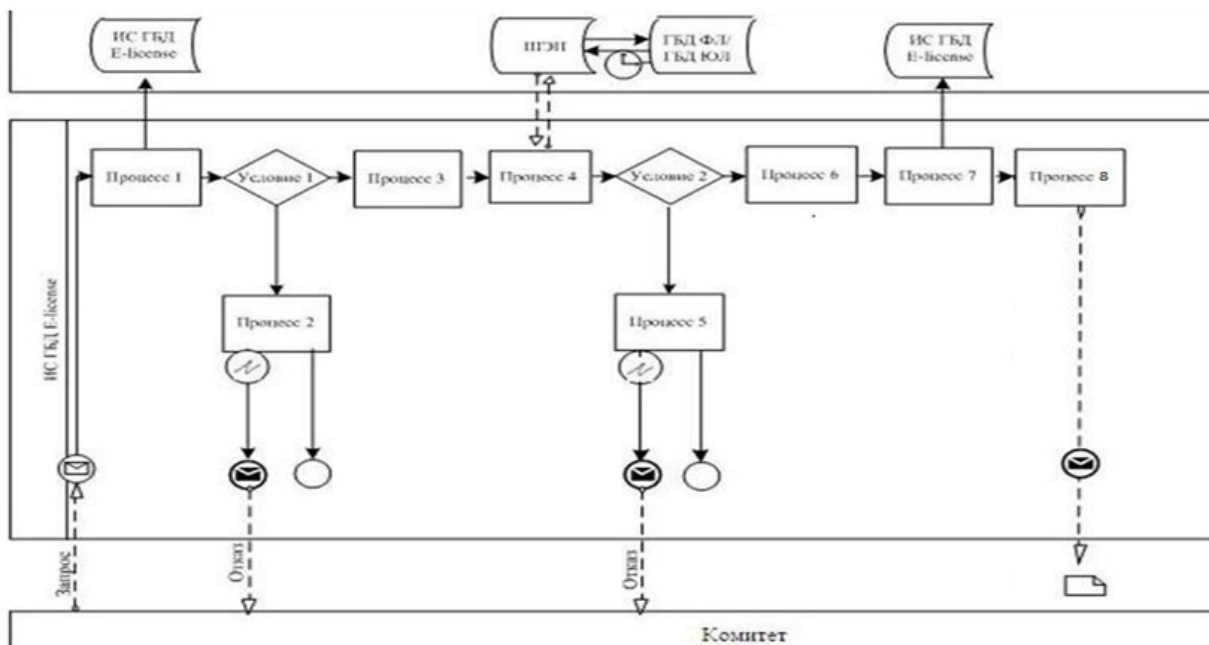 ИС ГБД
E-license
ШЭП
ГБД ФЛ/
ГБД ЮЛ
ИС ГБД
E-license
Процесс 1
Условие 1
Процесс 3
Процесс 4
Условие 2
Процесс 6
Процесс 7
Процесс 8
ИС ГБД E-license
Процесс 2
Процесс 5
Запрос
Отказ
Отказ
Комитет